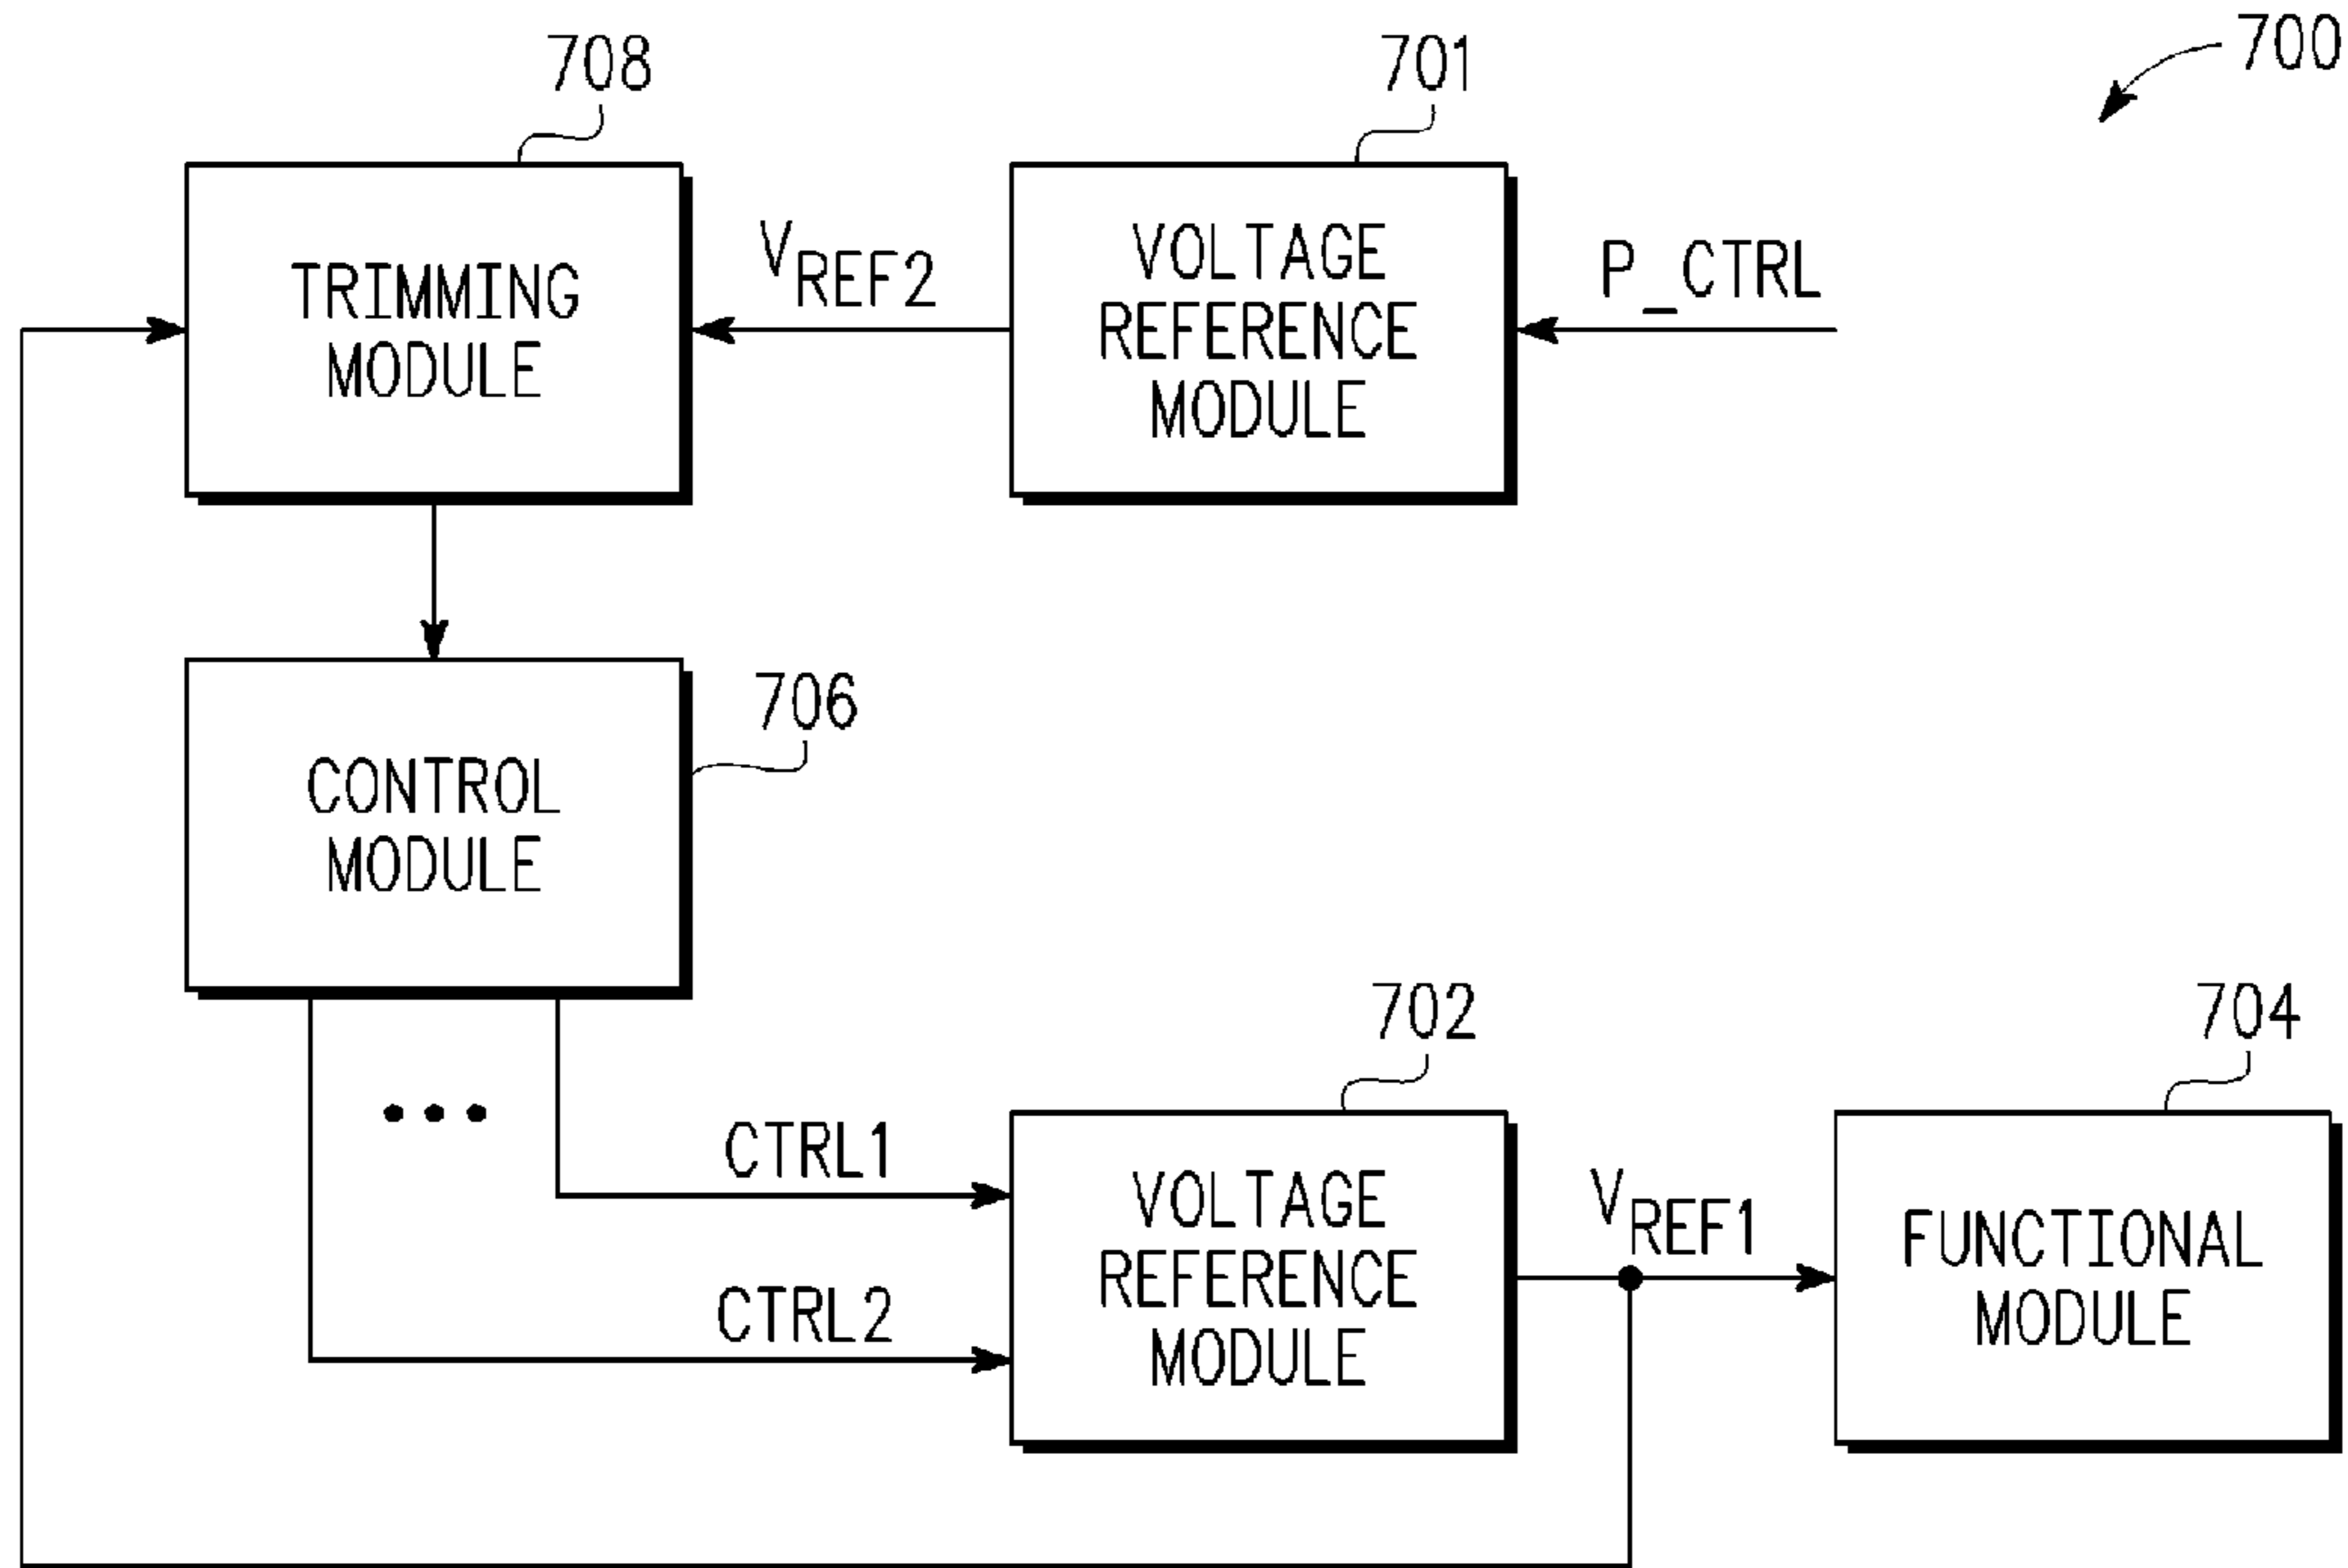 700
708
701
TRIMMING
MODULE
VREF2
VOLTAGE
REFERENCE
MODULE
P_CTRL
706
CONTROL
MODULE
702
704
CTRL1
CTRL2
VOLTAGE
REFERENCE
MODULE
VREF1
FUNCTIONAL
MODULE